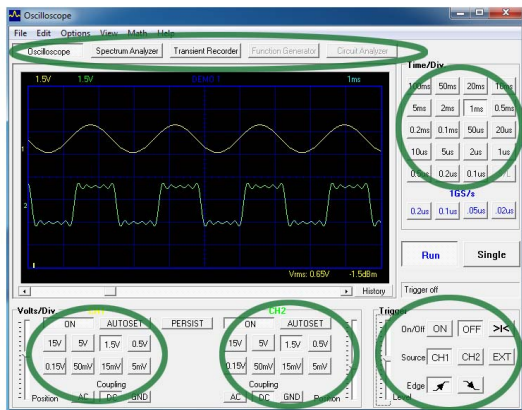 Oscilloscope
File Edit Options View Math Help
Oscilloscope Spectrum Analyzer Transient Recorder Function Generator Circuit Analyzer
Time/Div
1.5V 1.5V DEMO 1 1ms
100ms 50ms 20ms 10ms
5ms 2ms 1ms 0.5ms
0.2ms 0.1ms 50us 20us
10us 5us 2us 1us
0.5us 0.2us 0.1us
1GS/s
0.2us 0.1us .05us .02us
1
2
Run Single
Vrms: 0.65V -1.5dBm
History
Trigger off
Volts/Div CH1 CH2 Trigger
ON AUTOSET PERSIST ON AUTOSET
On/Off ON OFF >I<
15V 5V 1.5V 0.5V 15V 5V 1.5V 0.5V
Source CH1 CH2 EXT
0.15V 50mV 15mV 5mV 0.15V 50mV 15mV 5mV
Coupling Coupling
Edge
Position AC DC GND AC DC GND Position Level